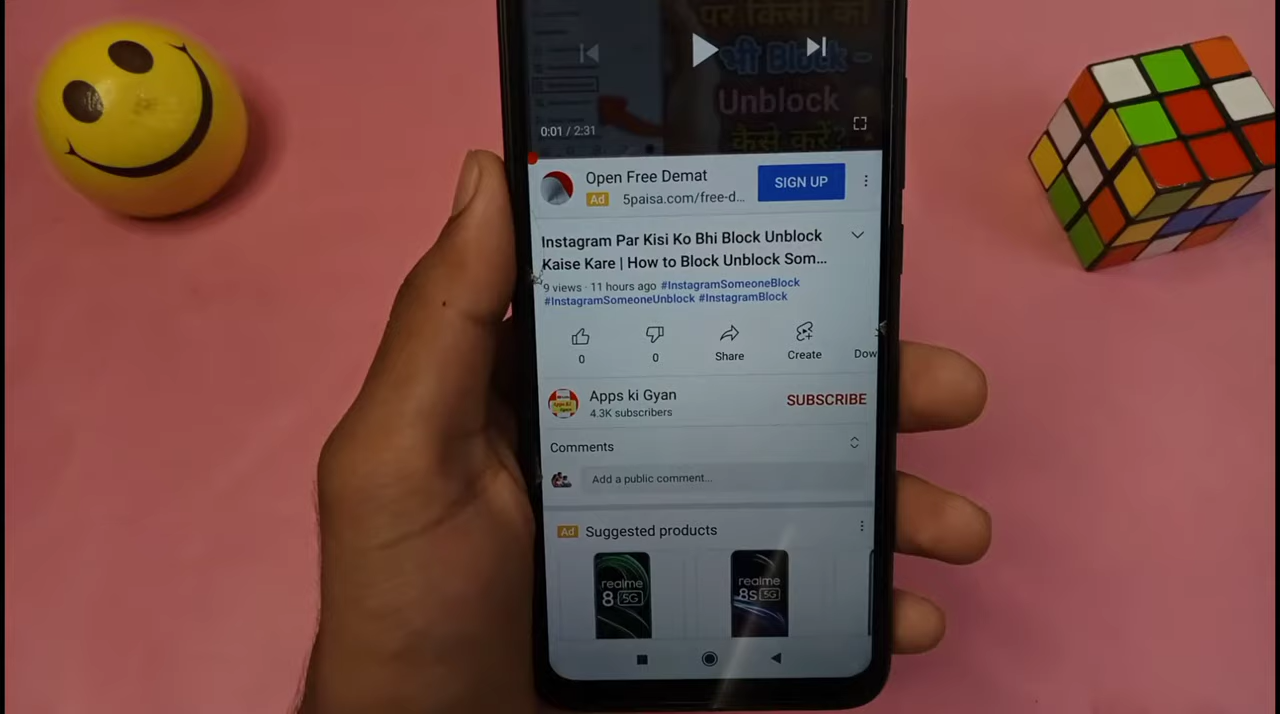 पर किसी को
भी Block -
Unblock
कैसे करें?
0:01 / 2:31
Open Free Demat
Ad 5paisa.com/free-d...
SIGN UP
Instagram Par Kisi Ko Bhi Block Unblock
Kaise Kare | How to Block Unblock Som...
9 views · 11 hours ago #InstagramSomeoneBlock
#InstagramSomeoneUnblock #InstagramBlock
0
0
Share
Create
Dow
Apps ki Gyan
4.3K subscribers
SUBSCRIBE
Comments
Add a public comment...
Ad Suggested products
realme
8 5G
realme
8s 5G